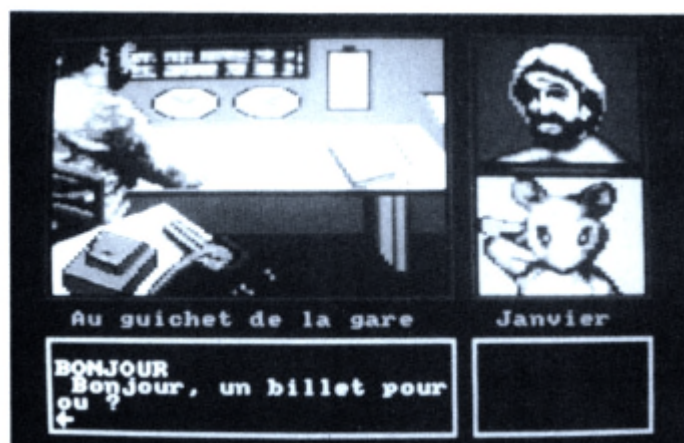 Au guichet de la gare
Janvier
BONJOUR
Bonjour, un billet pour
ou ?
←